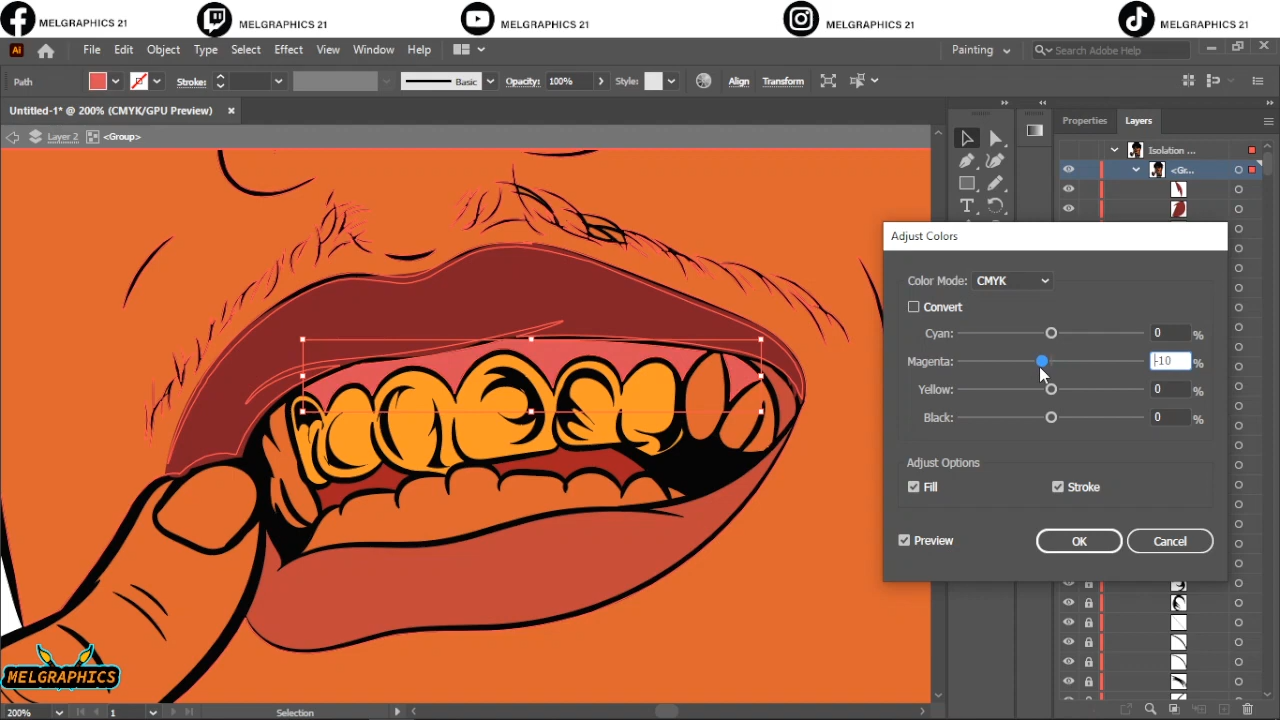 MELGRAPHICS 21 MELGRAPHICS 21 MELGRAPHICS 21 MELGRAPHICS 21 MELGRAPHICS 21
Ai File Edit Object Type Select Effect View Window Help Painting Search Adobe Help
Path Stroke: Basic Opacity: 100% Style: Align Transform
Untitled-1* @ 200% (CMYK/GPU Preview)
Layer 2 <Group>
Properties Layers
Isolation ...
<Gr...
Adjust Colors
Color Mode: CMYK
Convert
Cyan: 0 %
Magenta: -10 %
Yellow: 0 %
Black: 0 %
Adjust Options
Fill Stroke
Preview OK Cancel
MELGRAPHICS
200% 1 Selection